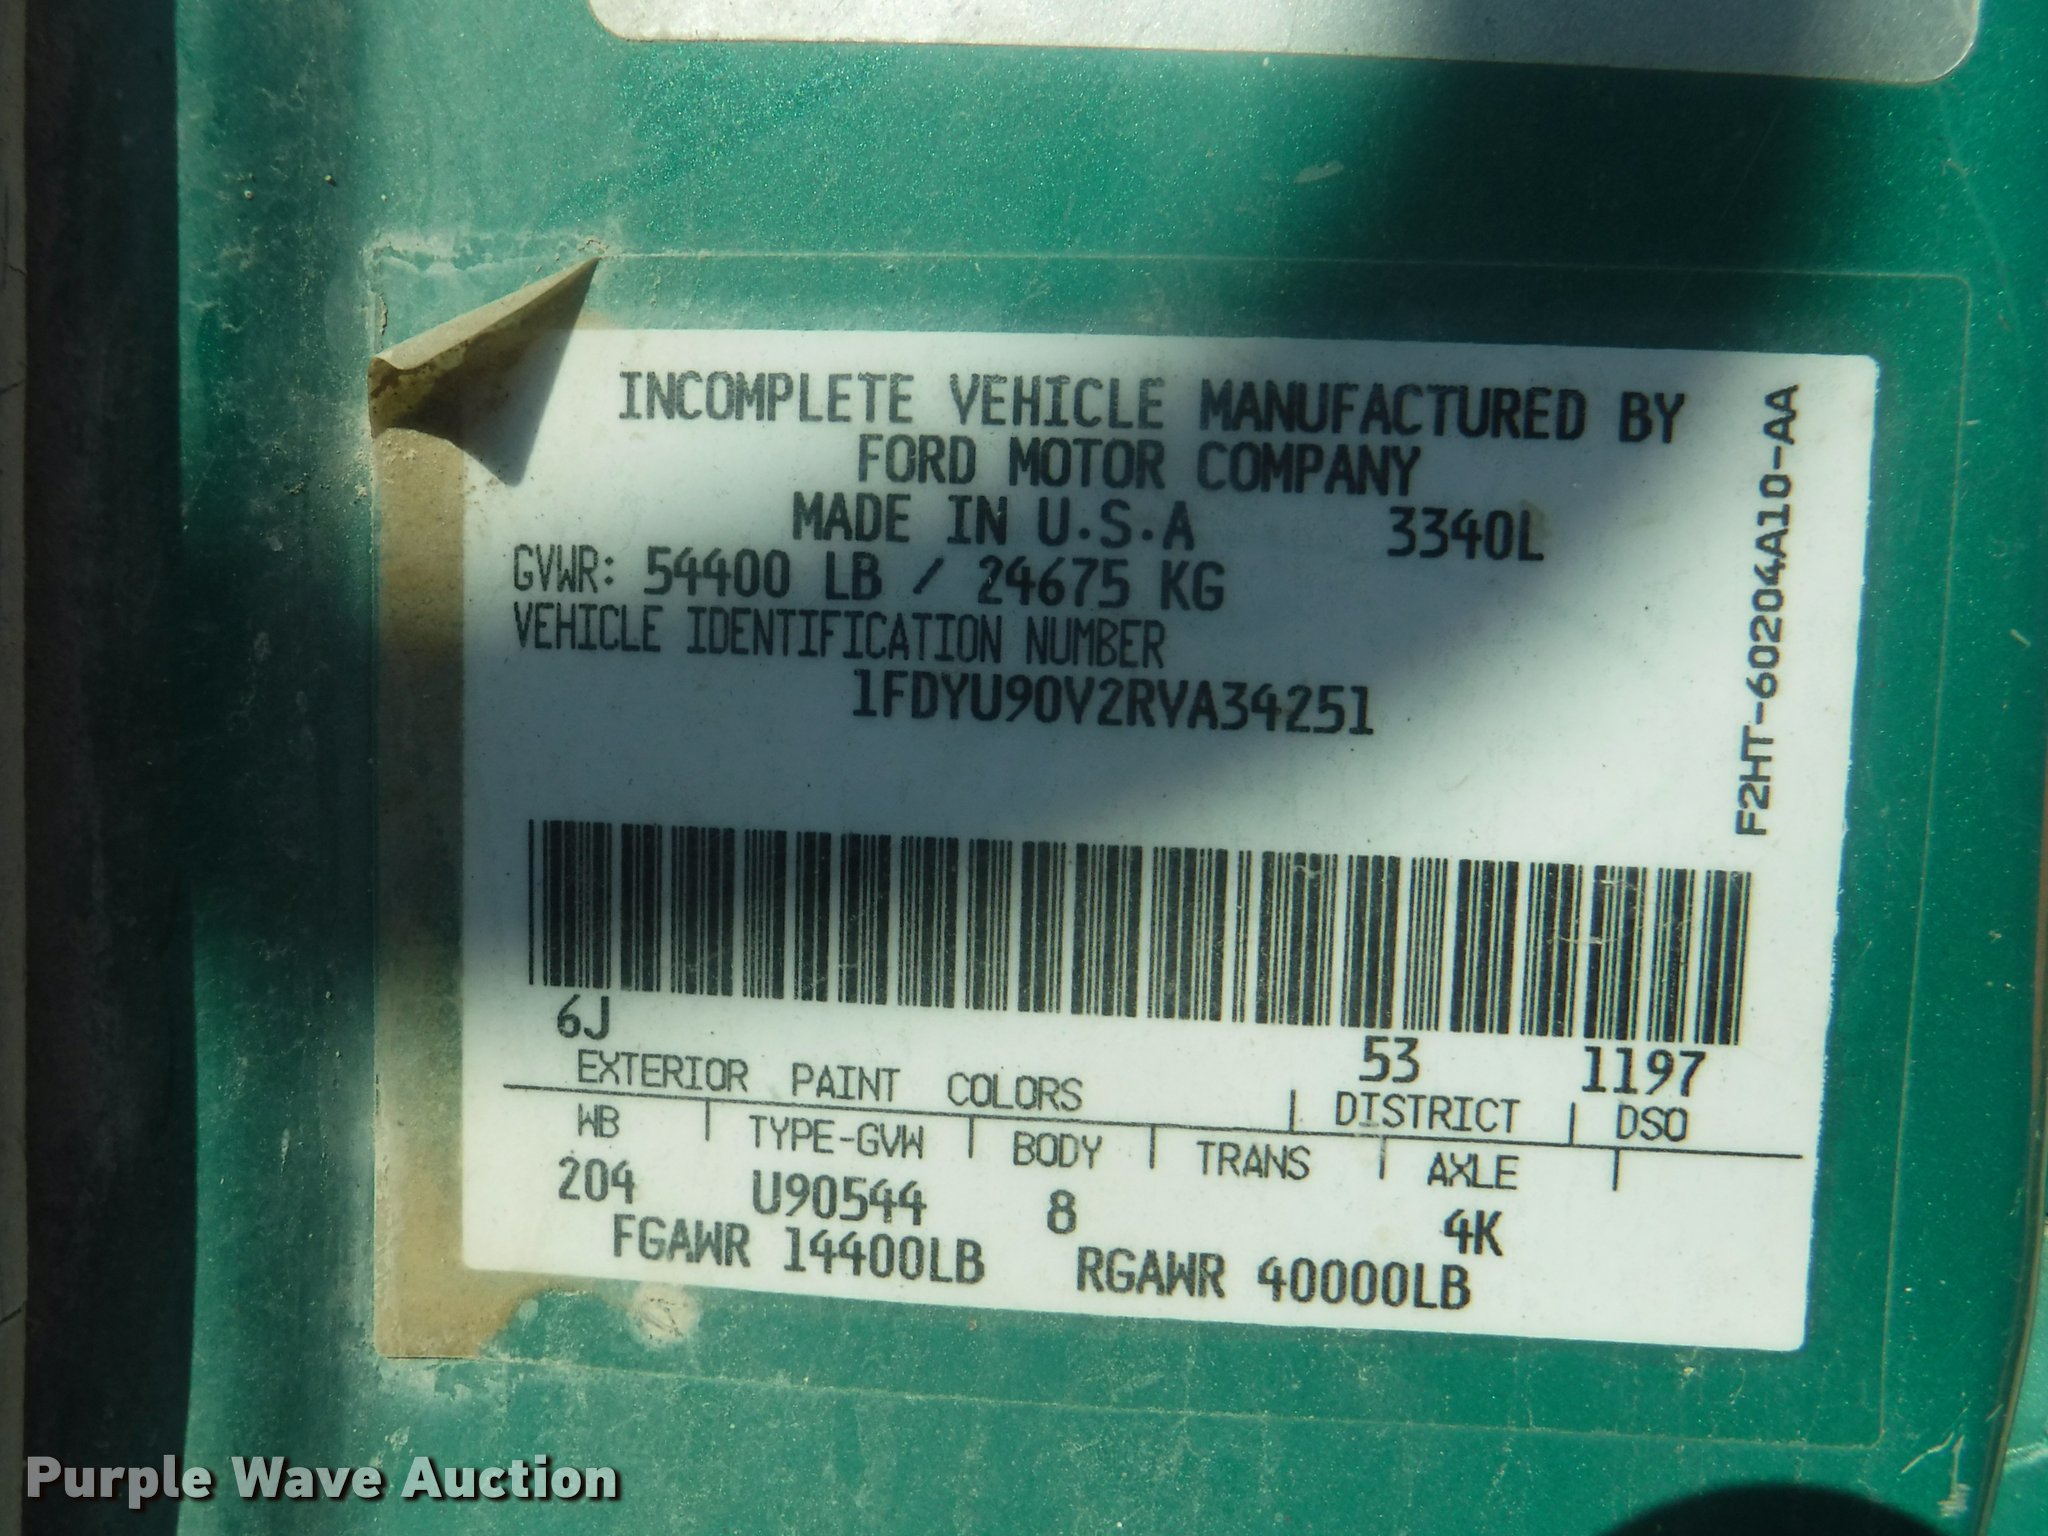 INCOMPLETE VEHICLE MANUFACTURED BY
FORD MOTOR COMPANY
MADE IN U.S.A 3340L
GVWR: 54400 LB / 24675 KG
VEHICLE IDENTIFICATION NUMBER
1FDYU90V2RVA34251
F2HT-60204A10-AA
6J 53 1197
EXTERIOR PAINT COLORS DISTRICT DSO
WB TYPE-GVW BODY TRANS AXLE
204 U90544 8 4K
FGAWR 14400LB RGAWR 40000LB
Purple Wave Auction